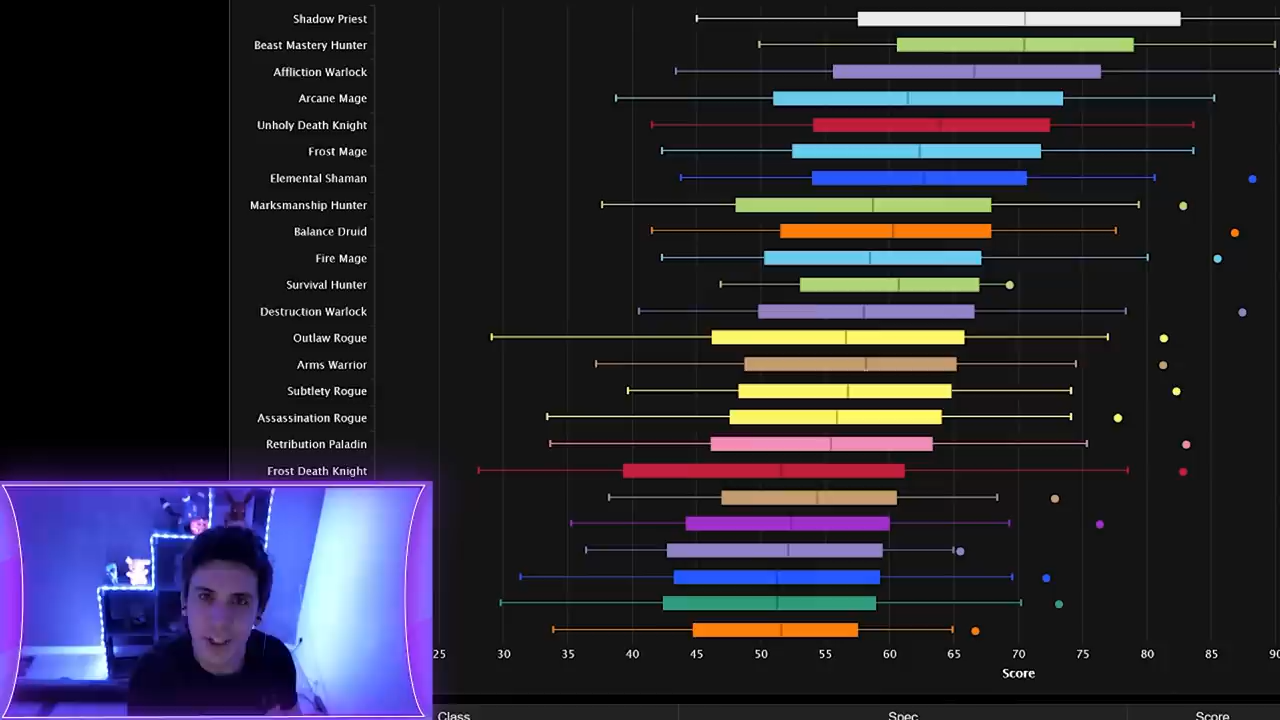 Shadow Priest
Beast Mastery Hunter
Affliction Warlock
Arcane Mage
Unholy Death Knight
Frost Mage
Elemental Shaman
Marksmanship Hunter
Balance Druid
Fire Mage
Survival Hunter
Destruction Warlock
Outlaw Rogue
Arms Warrior
Subtlety Rogue
Assassination Rogue
Retribution Paladin
Frost Death Knight
25 30 35 40 45 50 55 60 65 70 75 80 85 90
Score
Class Spec Score